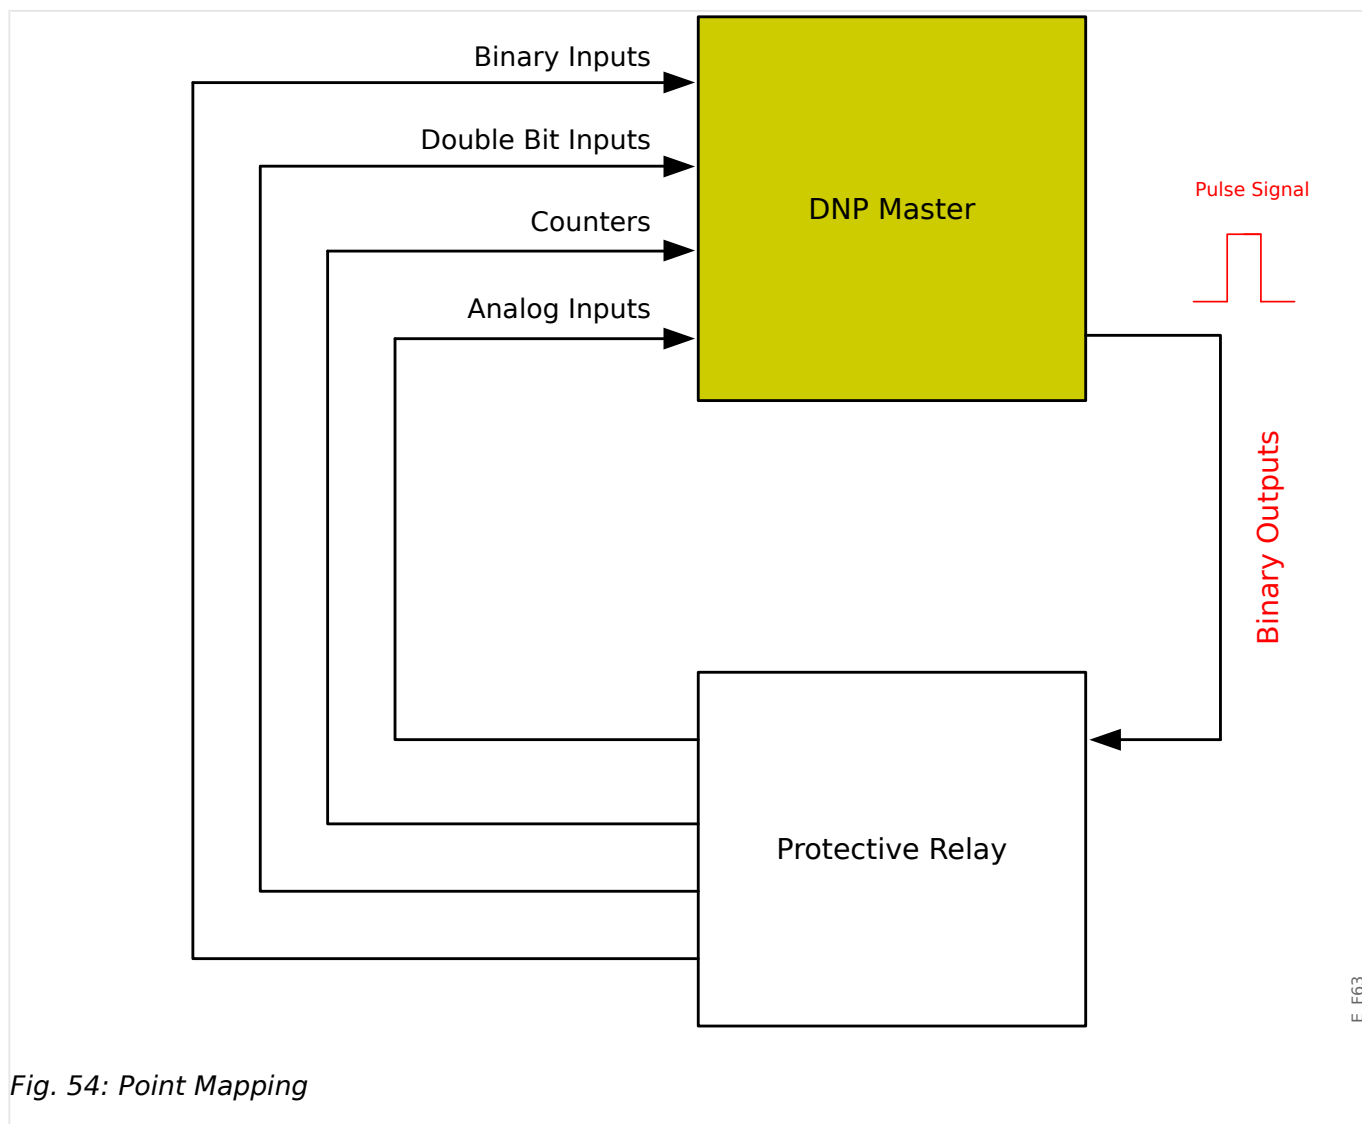 Binary Inputs
Double Bit Inputs
Counters
Analog Inputs
DNP Master
Pulse Signal
Binary Outputs
Protective Relay
Fig. 54: Point Mapping